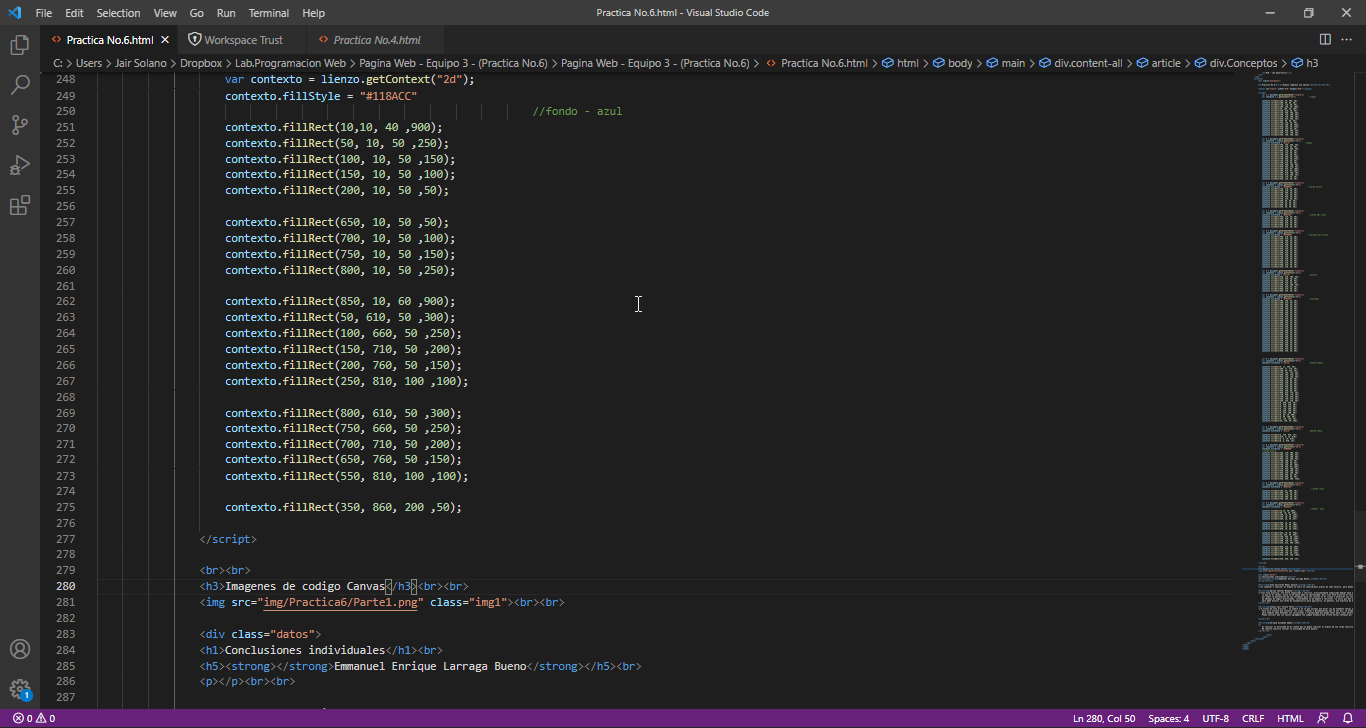 File Edit Selection View Go Run Terminal Help Practica No.6.html - Visual Studio Code
Practica No.6.html Workspace Trust Practica No.4.html
C: > Users > Jair Solano > Dropbox > Lab.Programacion Web > Pagina Web - Equipo 3 - (Practica No.6) > Pagina Web - Equipo 3 - (Practica No.6) > Practica No.6.html > html > body > main > div.content-all > article > div.Conceptos > h3
248 var contexto = lienzo.getContext("2d");
249 contexto.fillStyle = "#118ACC"
250 //fondo - azul
251 contexto.fillRect(10,10, 40 ,900);
252 contexto.fillRect(50, 10, 50 ,250);
253 contexto.fillRect(100, 10, 50 ,150);
254 contexto.fillRect(150, 10, 50 ,100);
255 contexto.fillRect(200, 10, 50 ,50);
256
257 contexto.fillRect(650, 10, 50 ,50);
258 contexto.fillRect(700, 10, 50 ,100);
259 contexto.fillRect(750, 10, 50 ,150);
260 contexto.fillRect(800, 10, 50 ,250);
261
262 contexto.fillRect(850, 10, 60 ,900);
263 contexto.fillRect(50, 610, 50 ,300);
264 contexto.fillRect(100, 660, 50 ,250);
265 contexto.fillRect(150, 710, 50 ,200);
266 contexto.fillRect(200, 760, 50 ,150);
267 contexto.fillRect(250, 810, 100 ,100);
268
269 contexto.fillRect(800, 610, 50 ,300);
270 contexto.fillRect(750, 660, 50 ,250);
271 contexto.fillRect(700, 710, 50 ,200);
272 contexto.fillRect(650, 760, 50 ,150);
273 contexto.fillRect(550, 810, 100 ,100);
274
275 contexto.fillRect(350, 860, 200 ,50);
276
277 </script>
278
279 <br><br>
280 <h3>Imagenes de codigo Canvas</h3><br><br>
281 <img src="img/Practica6/Parte1.png" class="img1"><br><br>
282
283 <div class="datos">
284 <h1>Conclusiones individuales</h1><br>
285 <h5><strong></strong>Emmanuel Enrique Larraga Bueno</strong></h5><br>
286 <p></p><br><br>
287
1
0 0 Ln 280, Col 50 Spaces: 4 UTF-8 CRLF HTML